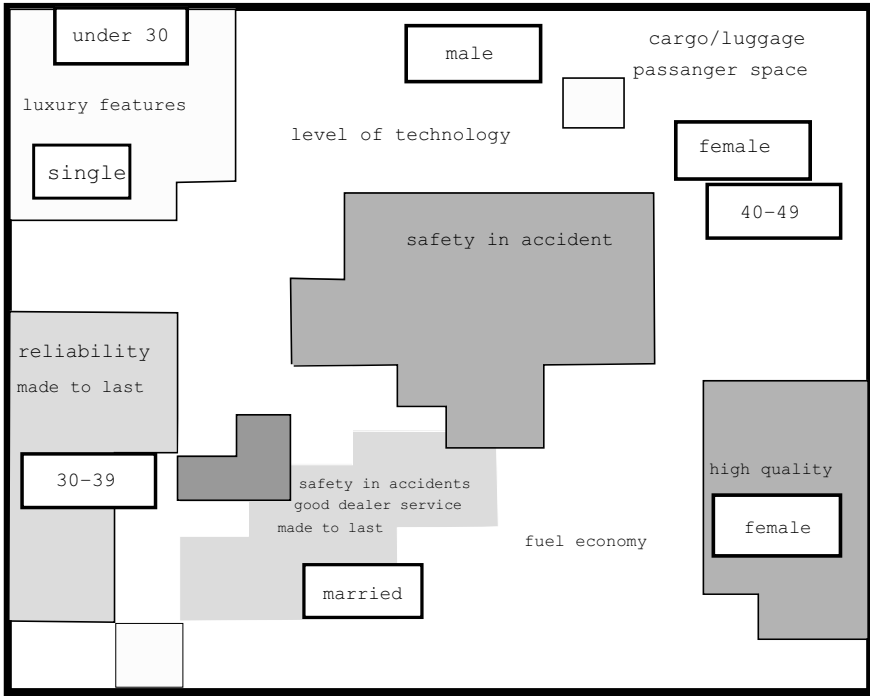 under 30
male
cargo/luggage
passanger space
luxury features
level of technology
female
single
40-49
safety in accident
reliability
made to last
high quality
30-39
safety in accidents
good dealer service
made to last
female
fuel economy
married